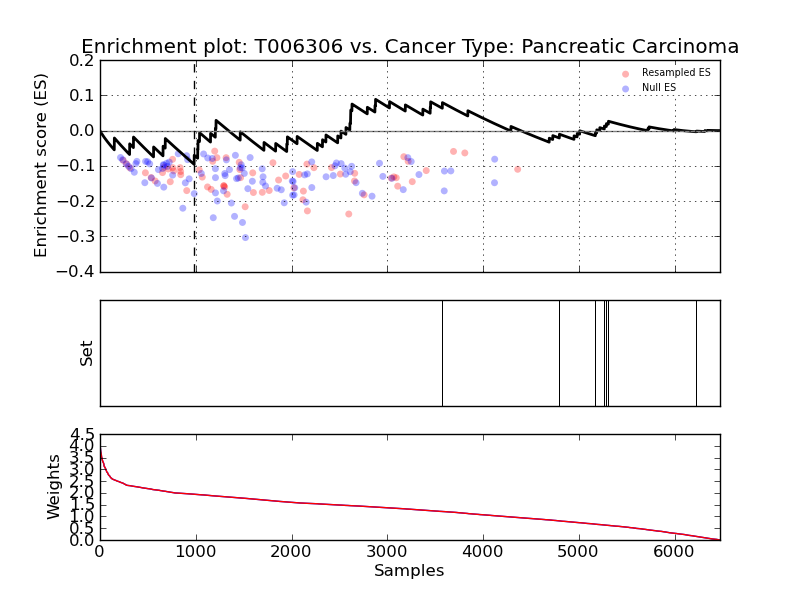 Enrichment plot: T006306 vs. Cancer Type: Pancreatic Carcinoma
Enrichment score (ES)
0.2
0.1
0.0
−0.1
−0.2
−0.3
−0.4
Resampled ES
Null ES
Set
Weights
4.5
4.0
3.5
3.0
2.5
2.0
1.5
1.0
0.5
0.0
0 1000 2000 3000 4000 5000 6000
Samples